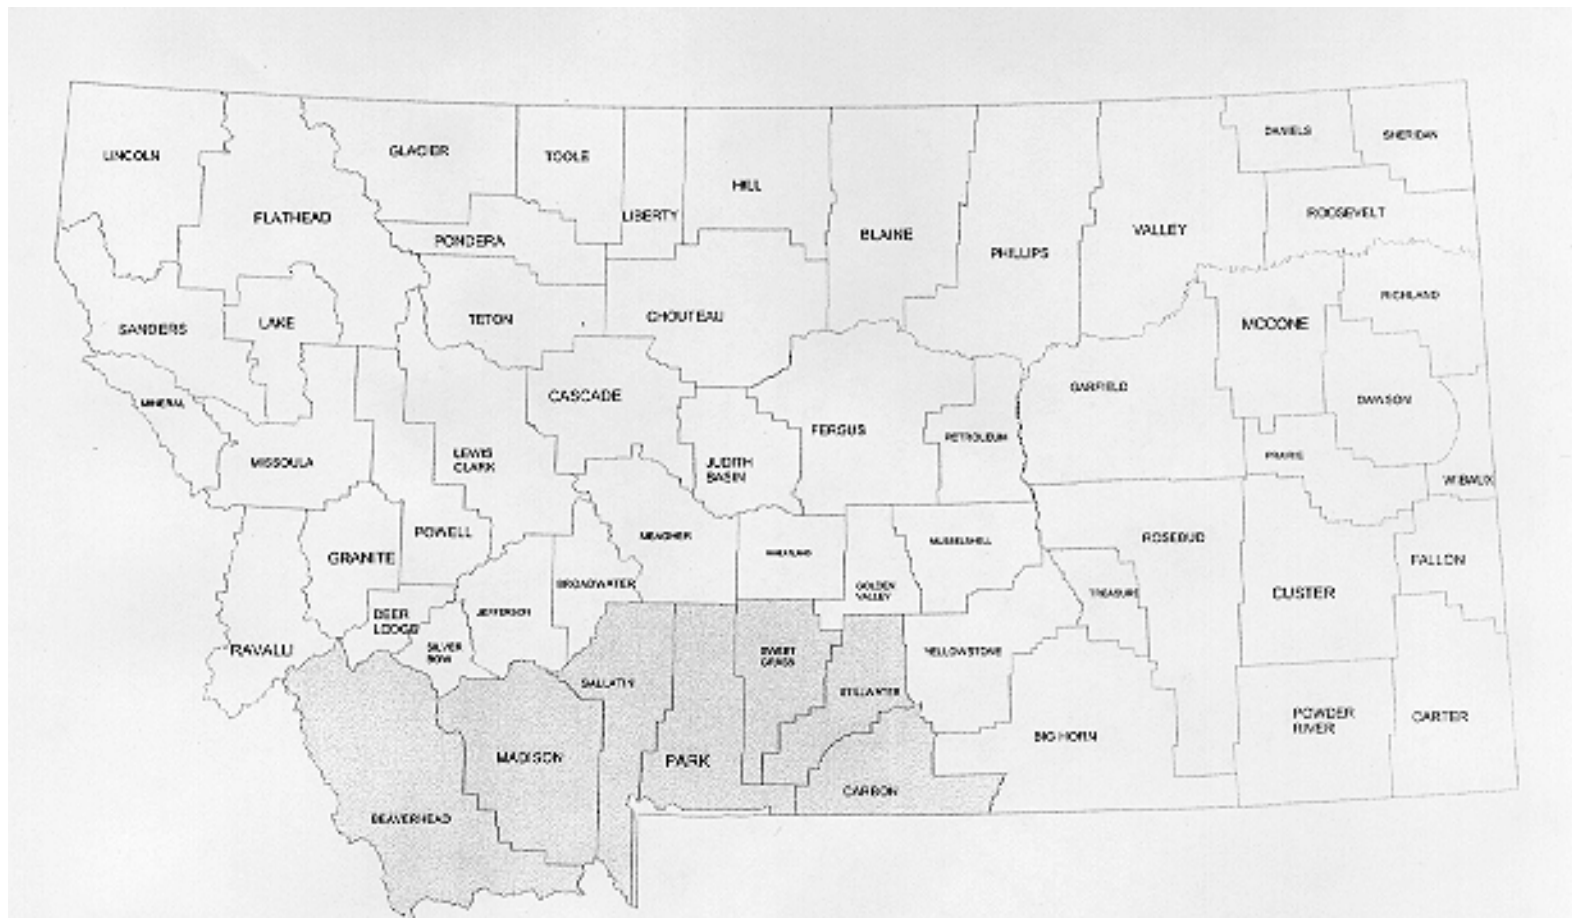 LINCOLN
GLACIER
TOOLE
DANIELS
SHERIDAN
HILL
FLATHEAD
LIBERTY
ROOSEVELT
PONDERA
BLAINE
VALLEY
PHILLIPS
RICHLAND
SANDERS
LAKE
TETON
CHOUTEAU
MCCONE
GARFIELD
CASCADE
DAWSON
MINERAL
FERGUS
PETROLEUM
PRAIRIE
MISSOULA
LEWIS
CLARK
JUDITH
BASIN
WIBAUX
POWELL
MEAGHER
MUSSELSHELL
ROSEBUD
GRANITE
WHEATLAND
FALLON
BROADWATER
GOLDEN
VALLEY
TREASURE
CUSTER
DEER
LODGE
JEFFERSON
RAVALLI
SILVER
BOW
SWEET
GRASS
YELLOWSTONE
GALLATIN
STILLWATER
POWDER
RIVER
CARTER
BIG HORN
MADISON
PARK
CARBON
BEAVERHEAD